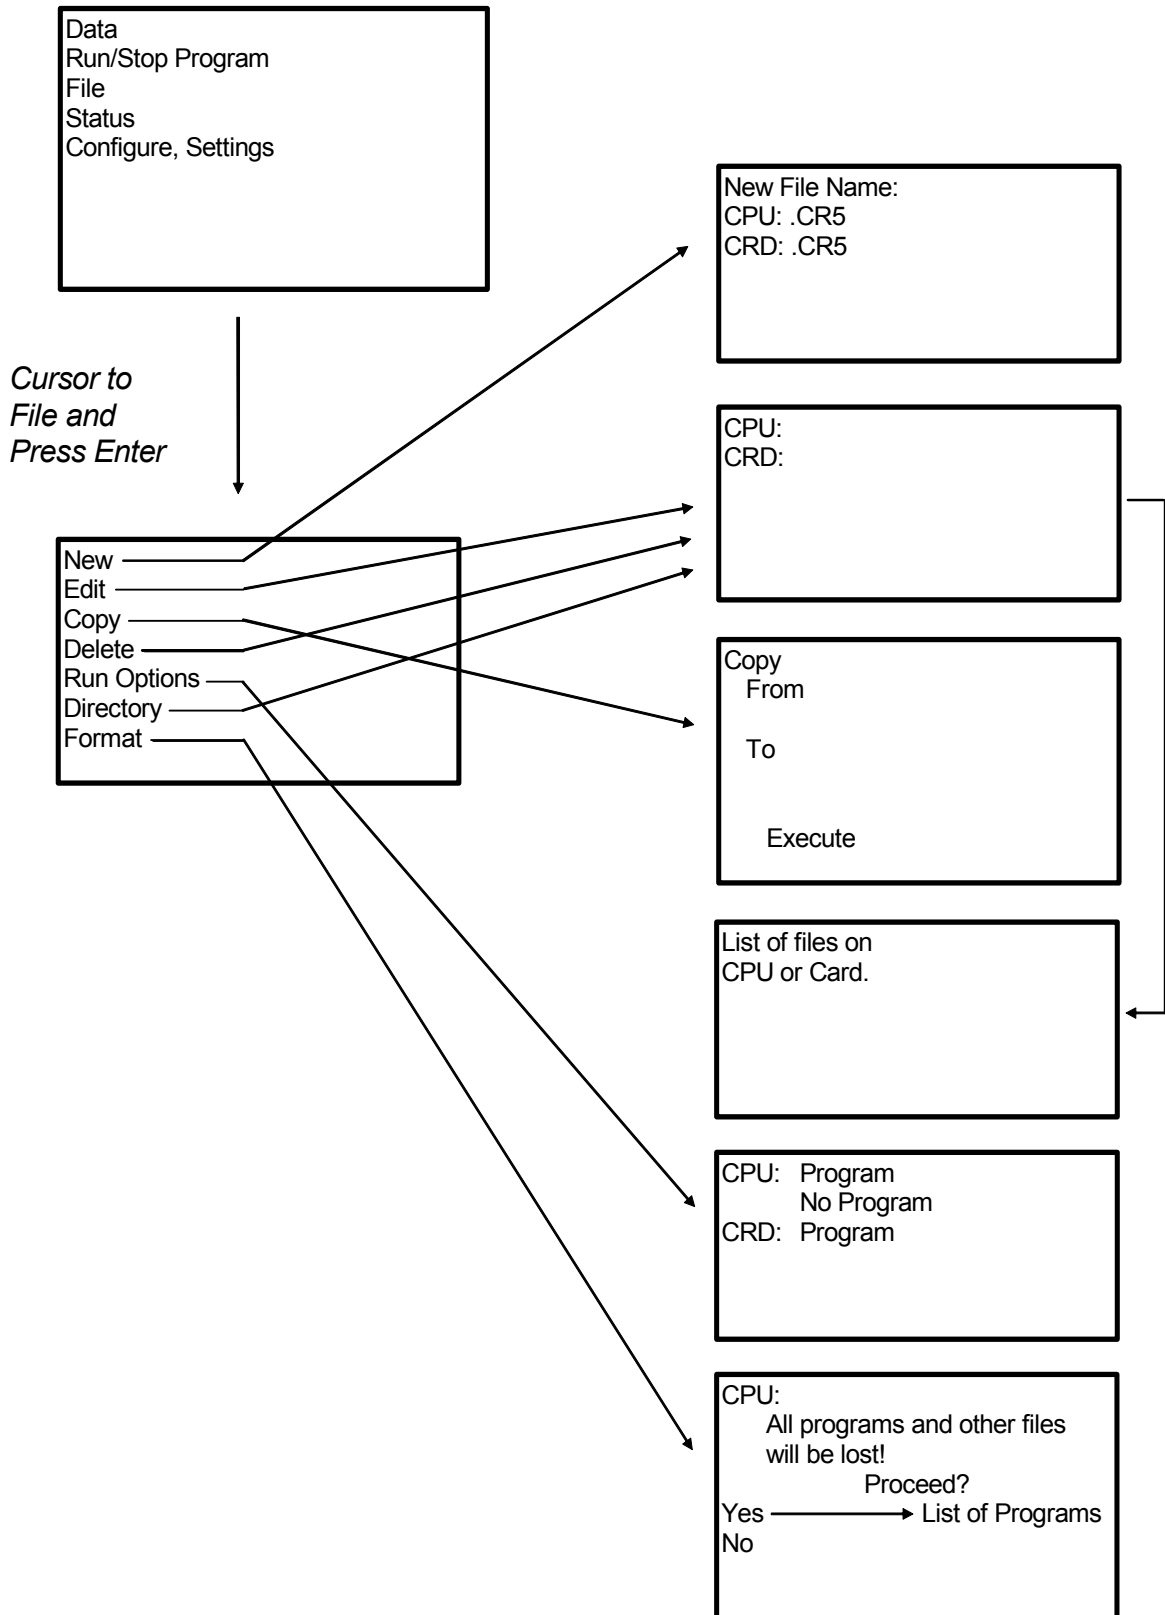 Data
Run/Stop Program
File
Status
Configure, Settings
Cursor to
File and
Press Enter
New
Edit
Copy
Delete
Run Options
Directory
Format
New File Name:
CPU: .CR5
CRD: .CR5
CPU:
CRD:
Copy
From
To
Execute
List of files on
CPU or Card.
CPU: Program
No Program
CRD: Program
CPU:
All programs and other files
will be lost!
Proceed?
Yes List of Programs
No